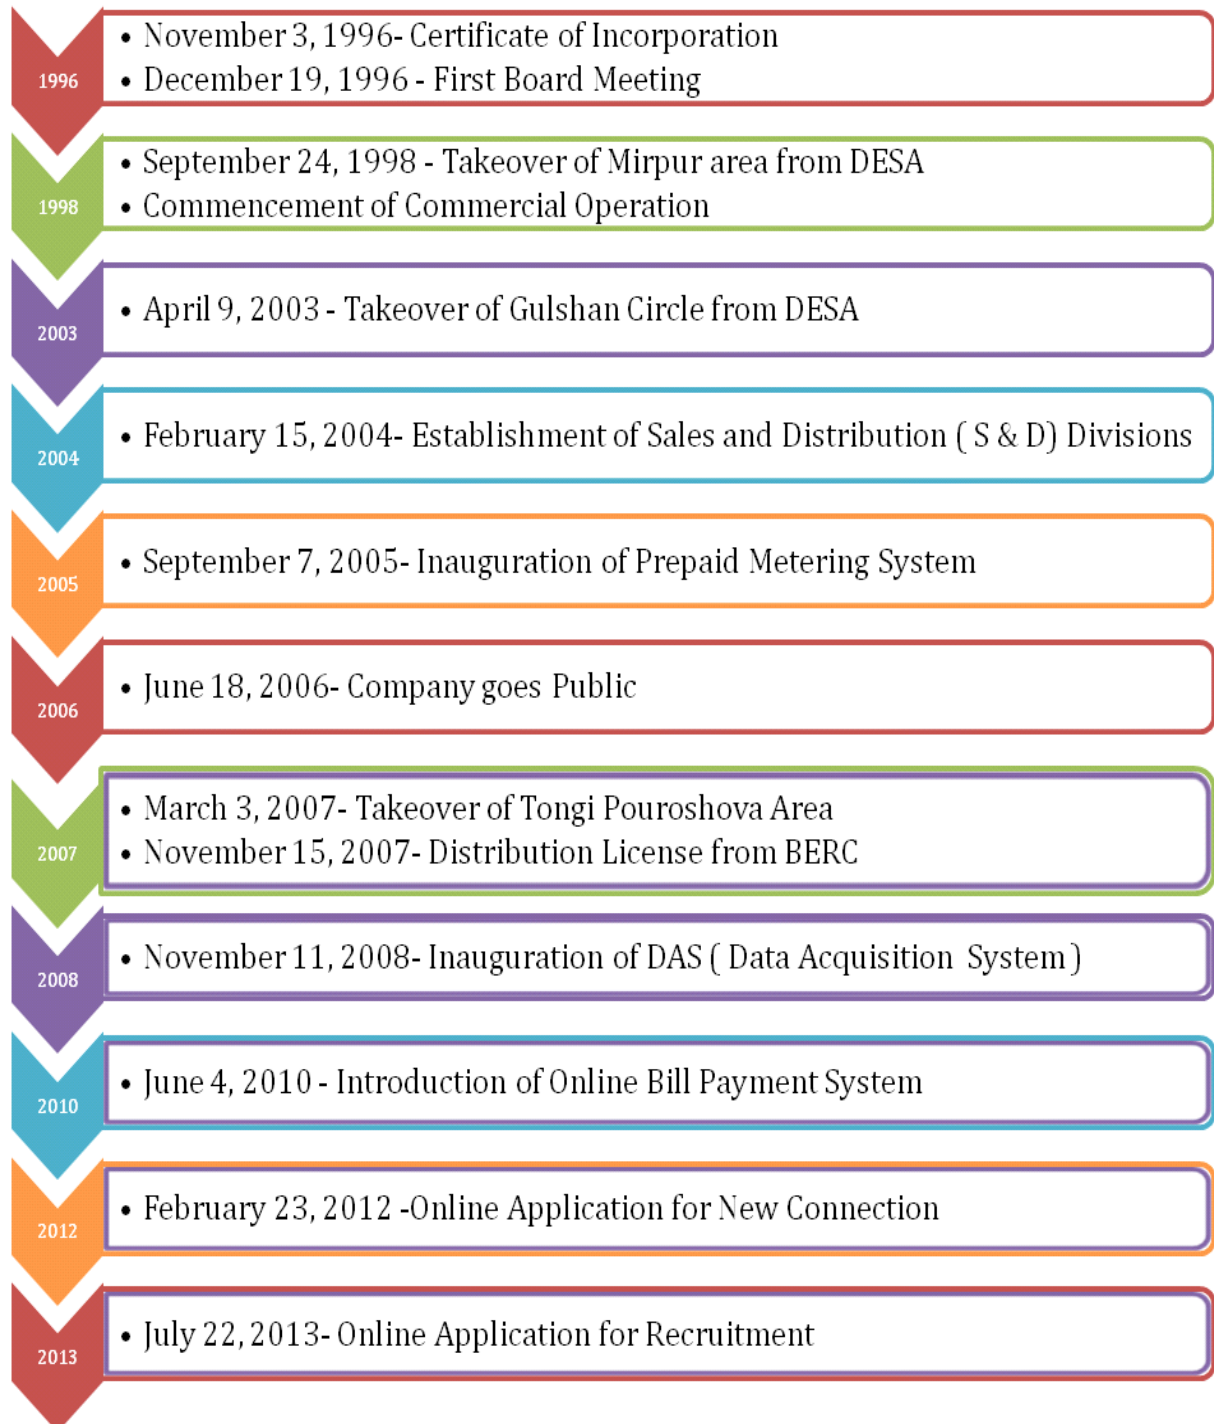 1996
• November 3, 1996- Certificate of Incorporation
• December 19, 1996 - First Board Meeting
1998
• September 24, 1998 - Takeover of Mirpur area from DESA
• Commencement of Commercial Operation
2003
• April 9, 2003 - Takeover of Gulshan Circle from DESA
2004
• February 15, 2004- Establishment of Sales and Distribution ( S & D) Divisions
2005
• September 7, 2005- Inauguration of Prepaid Metering System
2006
• June 18, 2006- Company goes Public
2007
• March 3, 2007- Takeover of Tongi Pouroshova Area
• November 15, 2007- Distribution License from BERC
2008
• November 11, 2008- Inauguration of DAS ( Data Acquisition System )
2010
• June 4, 2010 - Introduction of Online Bill Payment System
2012
• February 23, 2012 -Online Application for New Connection
2013
• July 22, 2013- Online Application for Recruitment